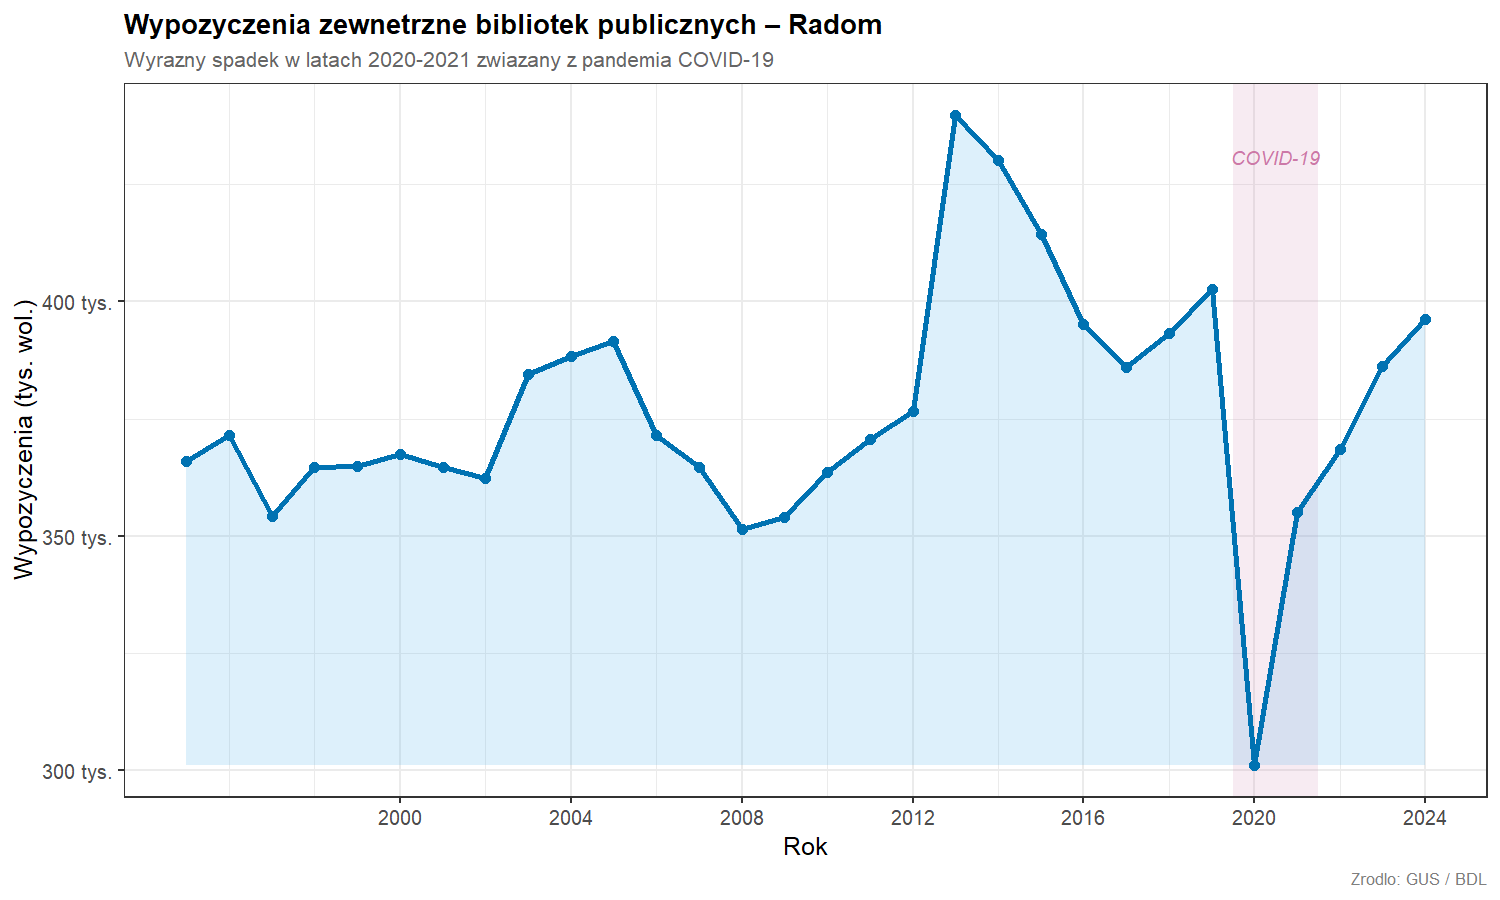 Wypozyczenia zewnetrzne bibliotek publicznych – Radom
Wyrazny spadek w latach 2020-2021 zwiazany z pandemia COVID-19
COVID-19
Wypozyczenia (tys. wol.)
400 tys.
350 tys.
300 tys.
2000 2004 2008 2012 2016 2020 2024
Rok
Zrodlo: GUS / BDL